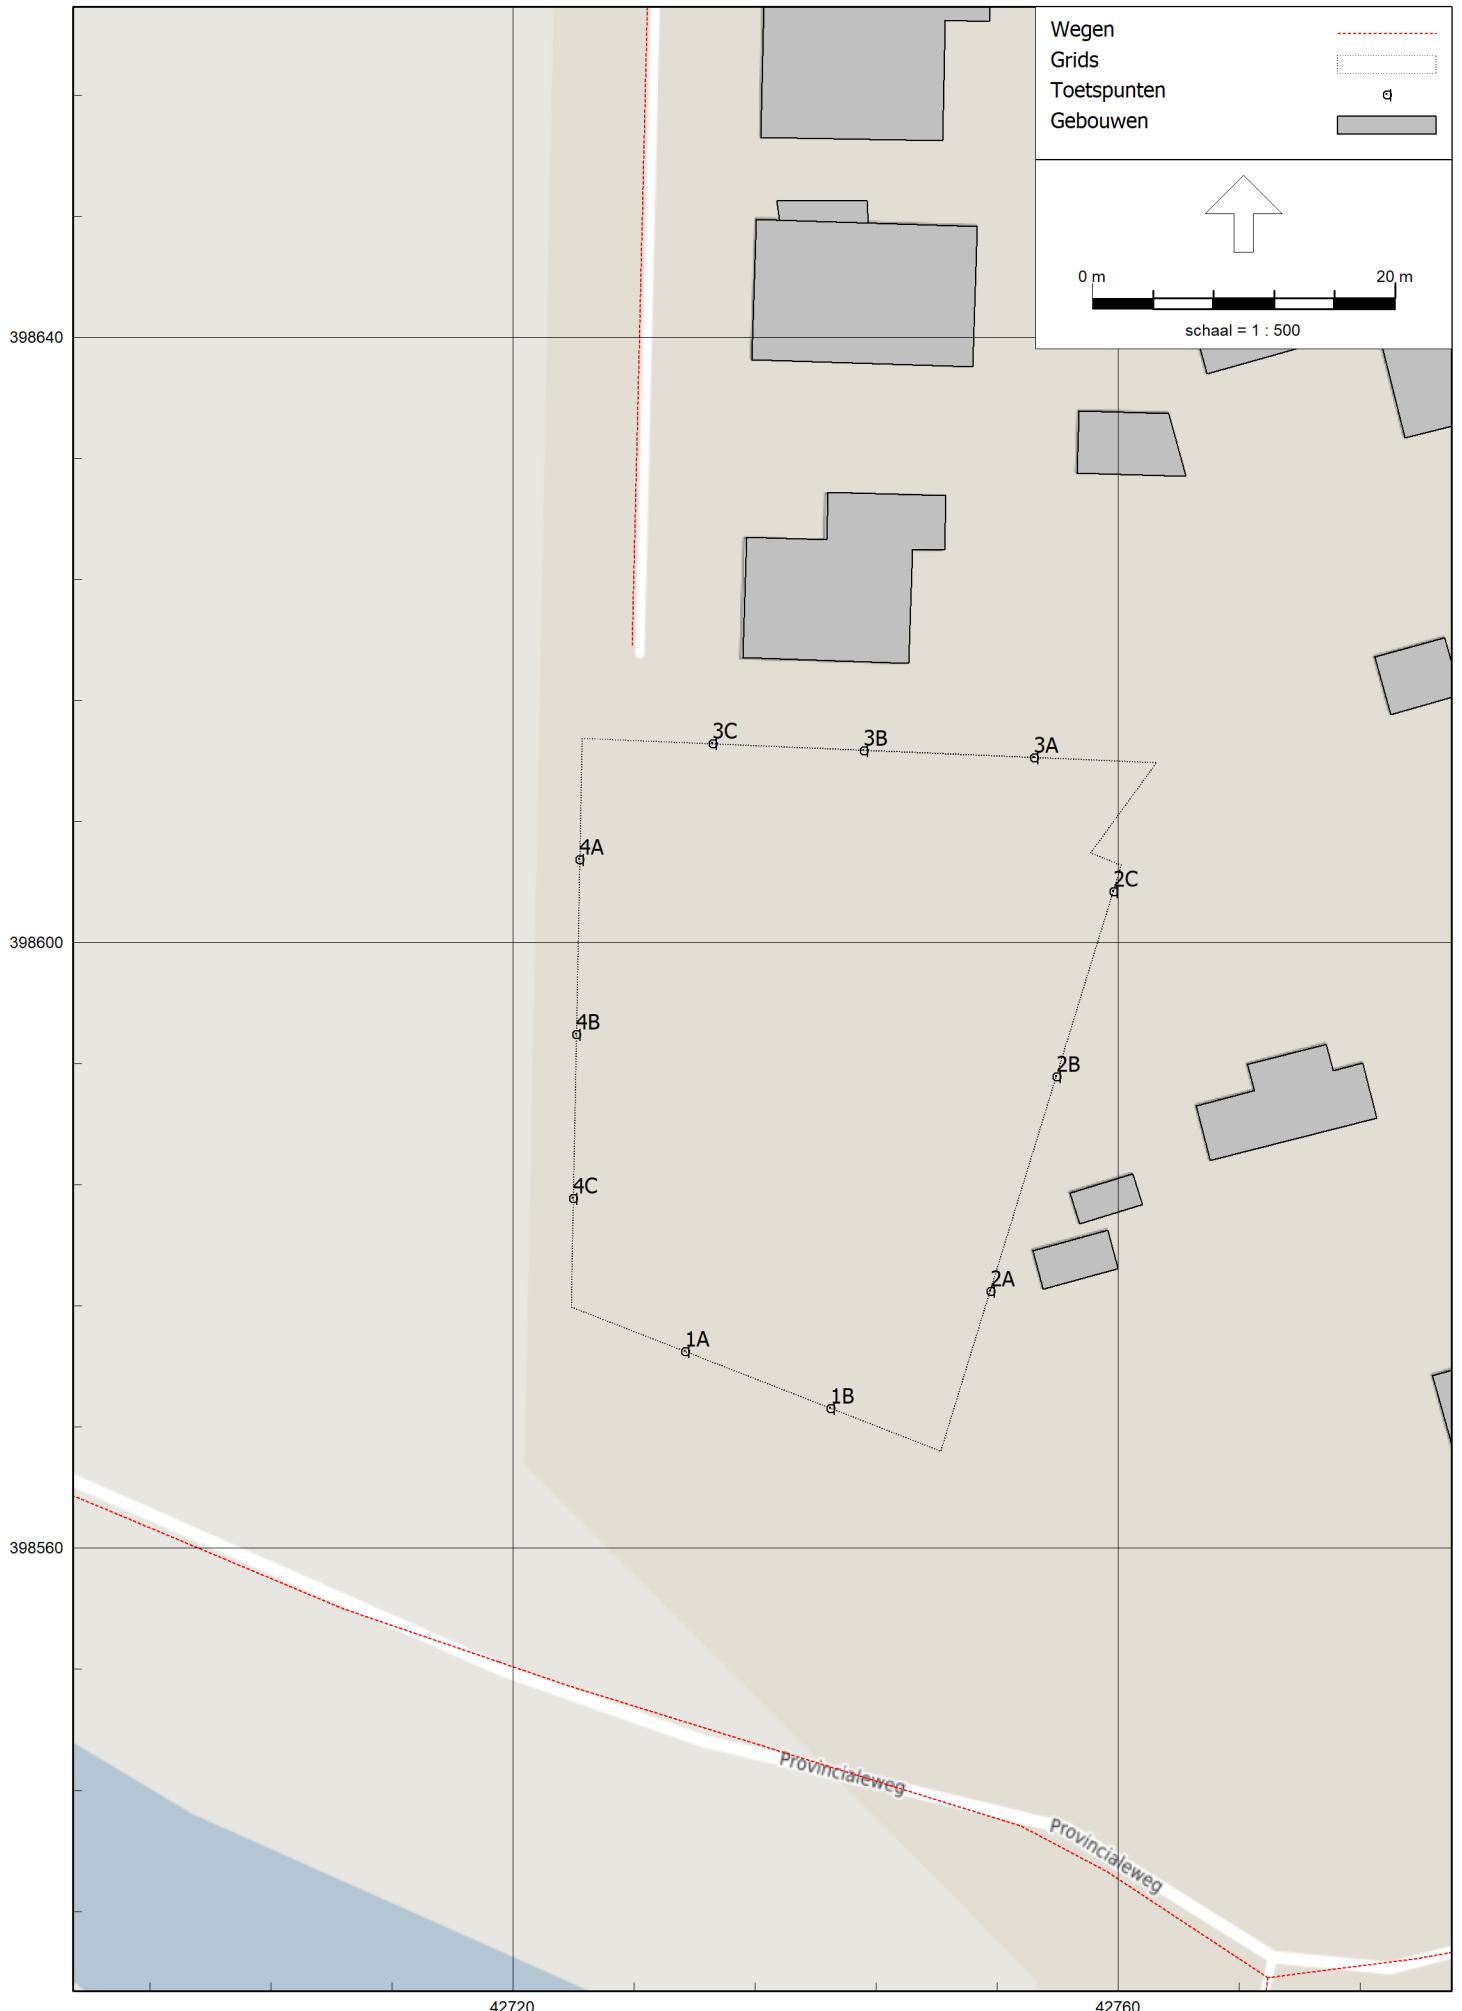 Wegen
Grids
Toetspunten
Gebouwen
0 m 20 m
schaal = 1 : 500
398640
3C
3B
3A
4A
2C
398600
4B
2B
4C
2A
1A
1B
398560
Provincialeweg
Provincialeweg
42720
42760